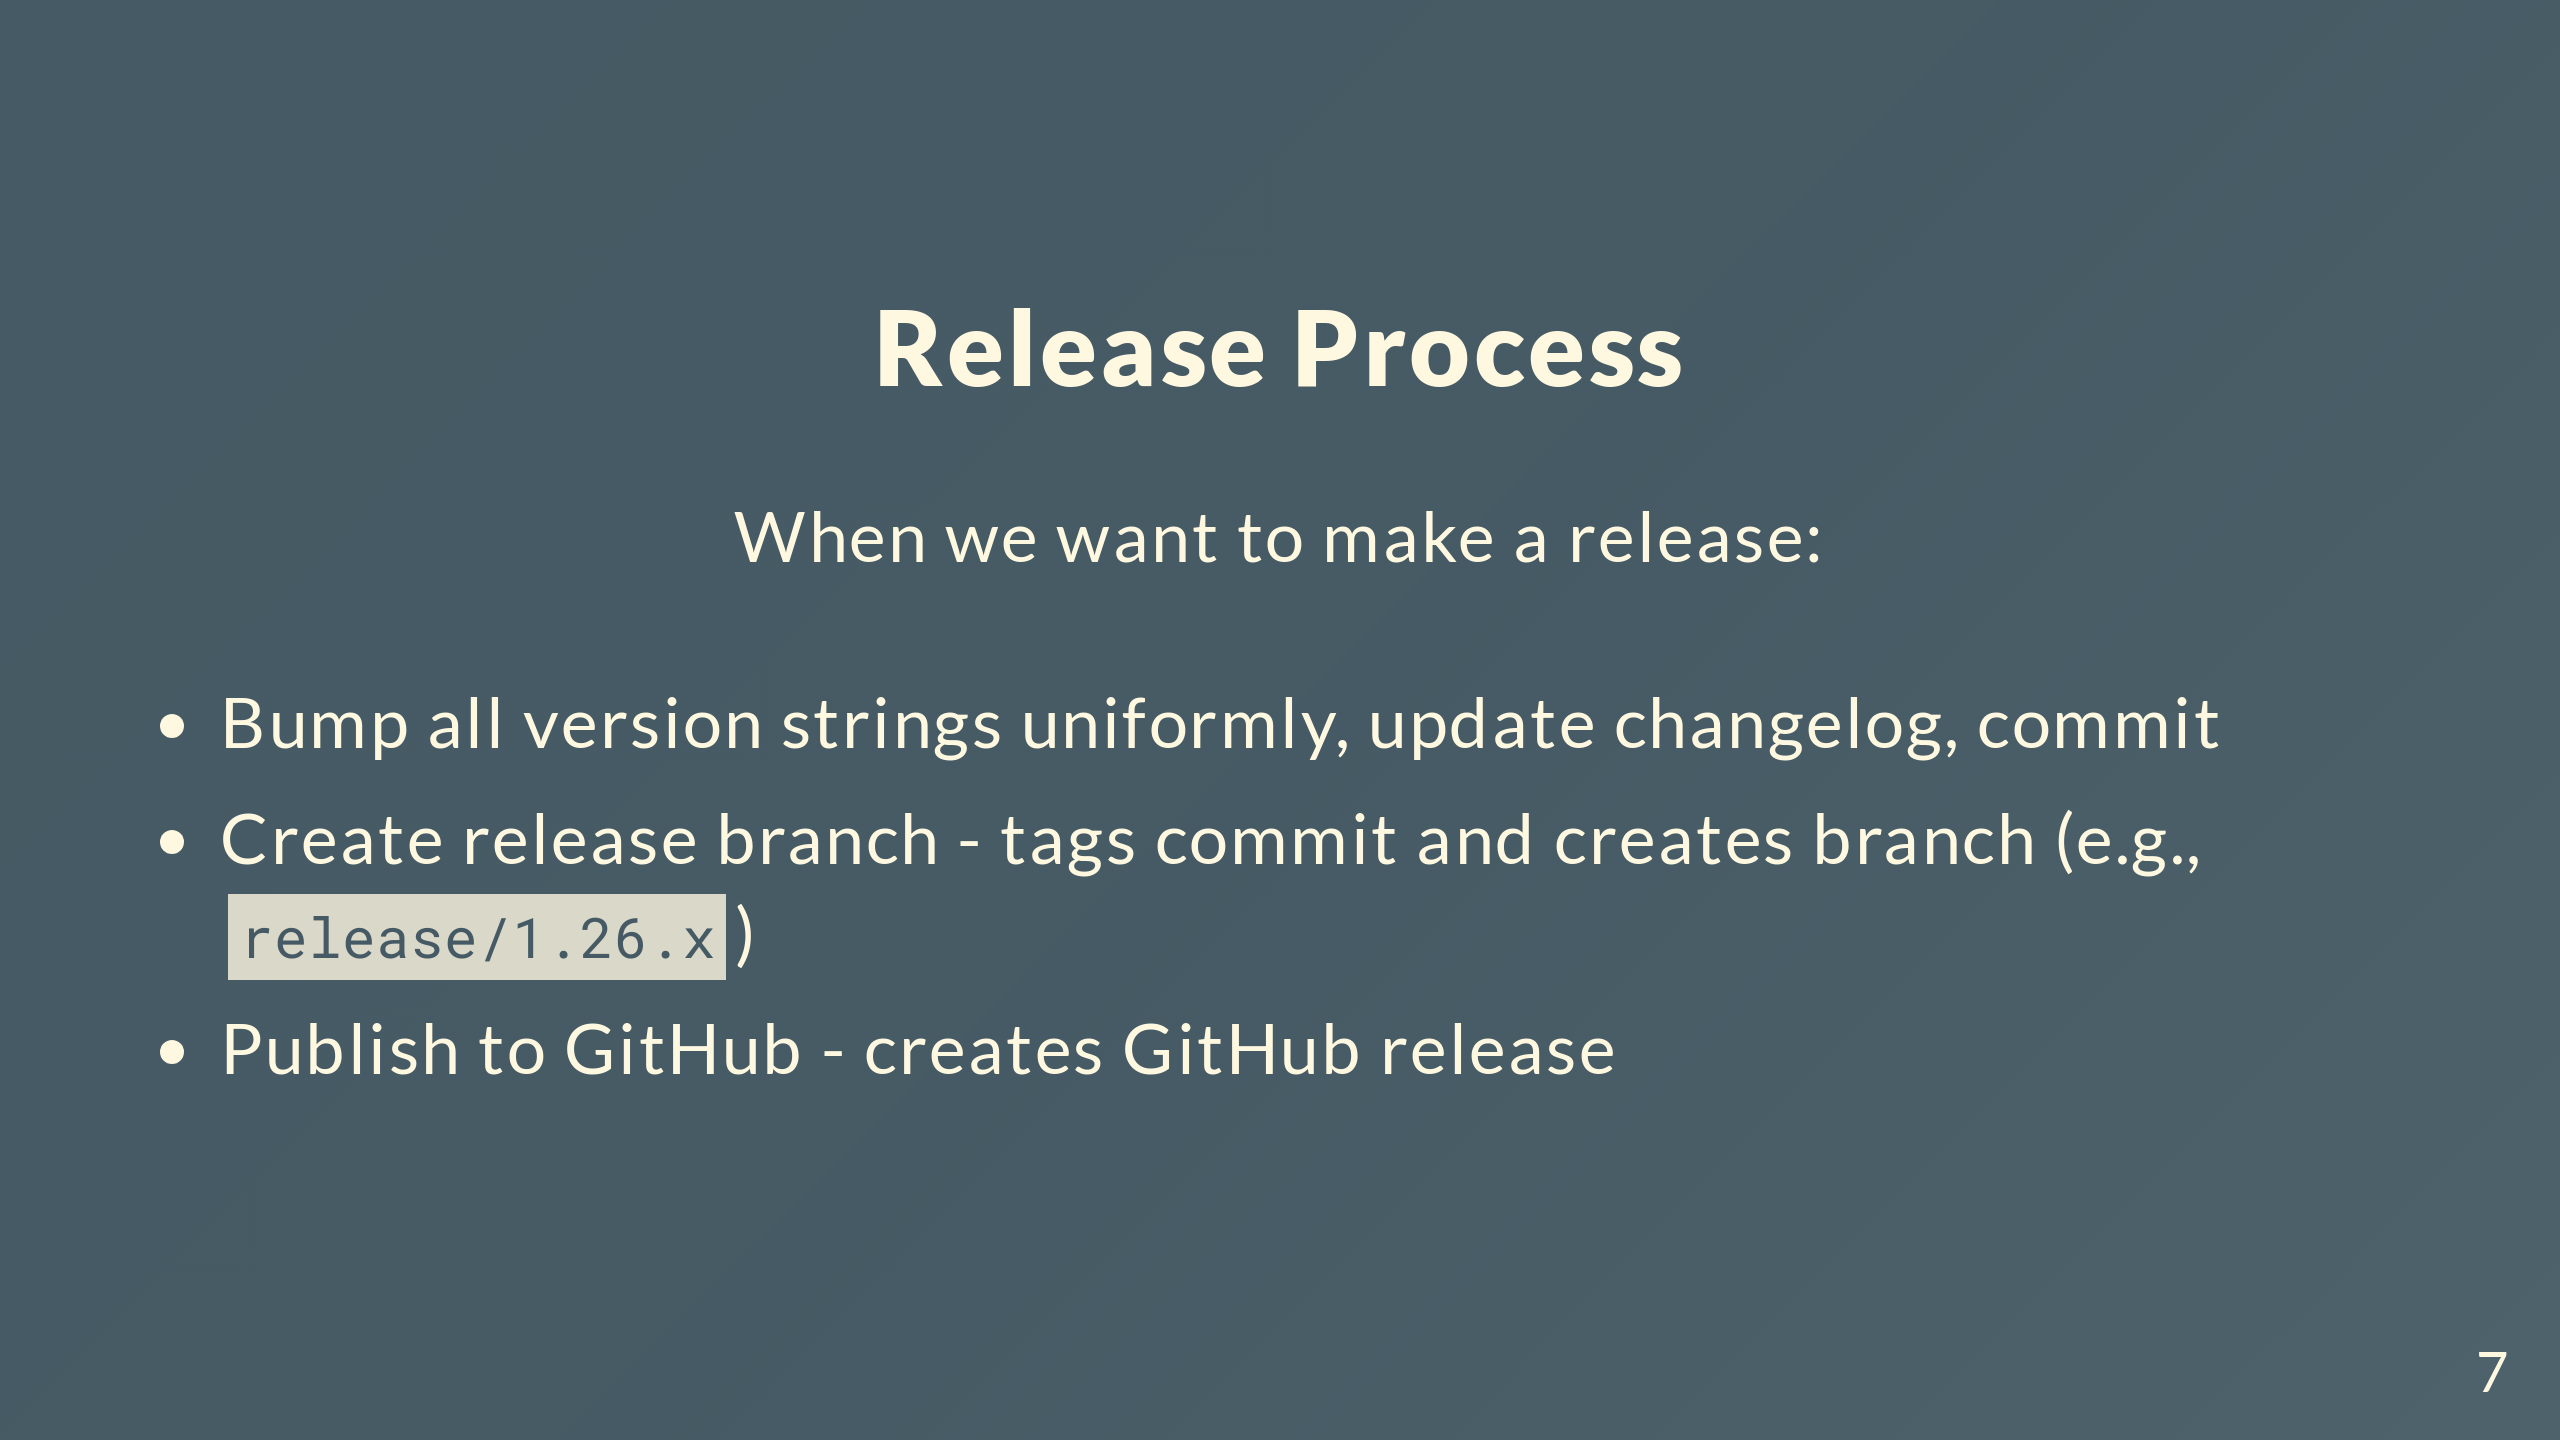 Release Process
When we want to make a release:
• Bump all version strings uniformly, update changelog, commit
• Create release branch - tags commit and creates branch (e.g.,
release/1.26.x)
• Publish to GitHub - creates GitHub release
7